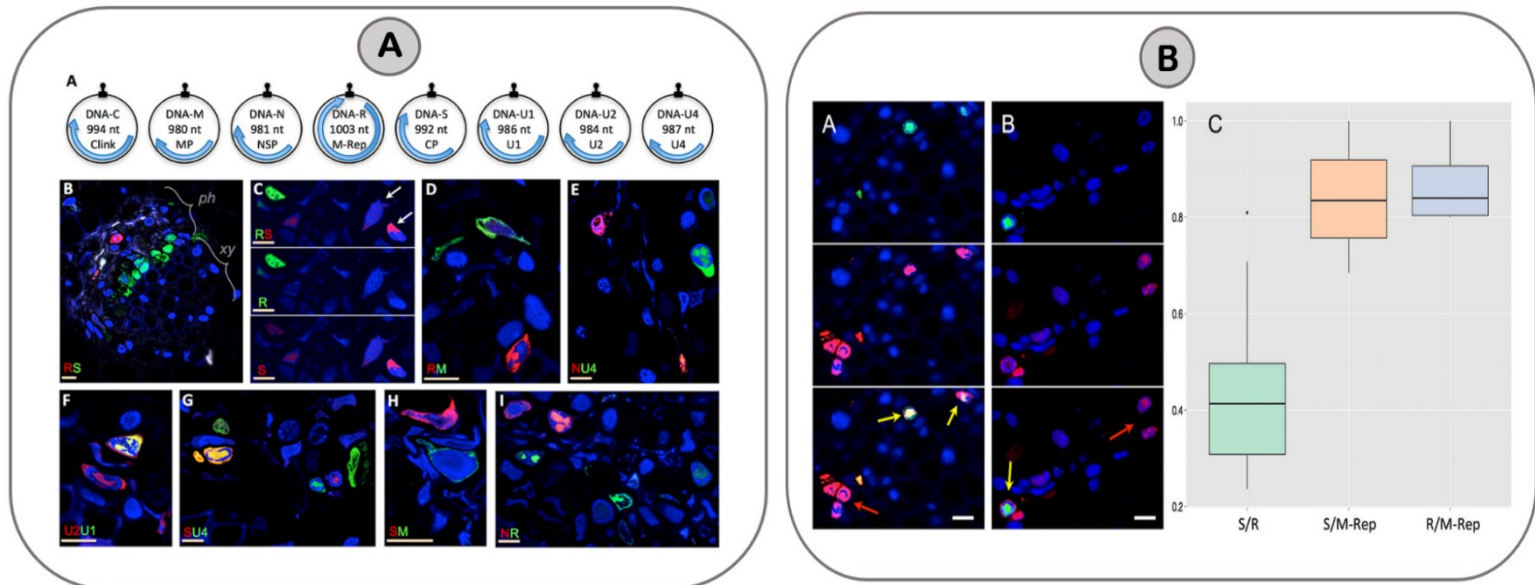 A
A
DNA-C
994 nt
Clink
DNA-M
980 nt
MP
DNA-N
981 nt
NSP
DNA-R
1003 nt
M-Rep
DNA-S
992 nt
CP
DNA-U1
986 nt
U1
DNA-U2
984 nt
U2
DNA-U4
987 nt
U4
B
ph
xy
RS
C
RS
R
S
D
RM
E
NU4
F
U2U1
G
SU4
H
SM
I
NR
B
A
B
C
1.0
0.8
0.6
0.4
0.2
S/R
S/M-Rep
R/M-Rep